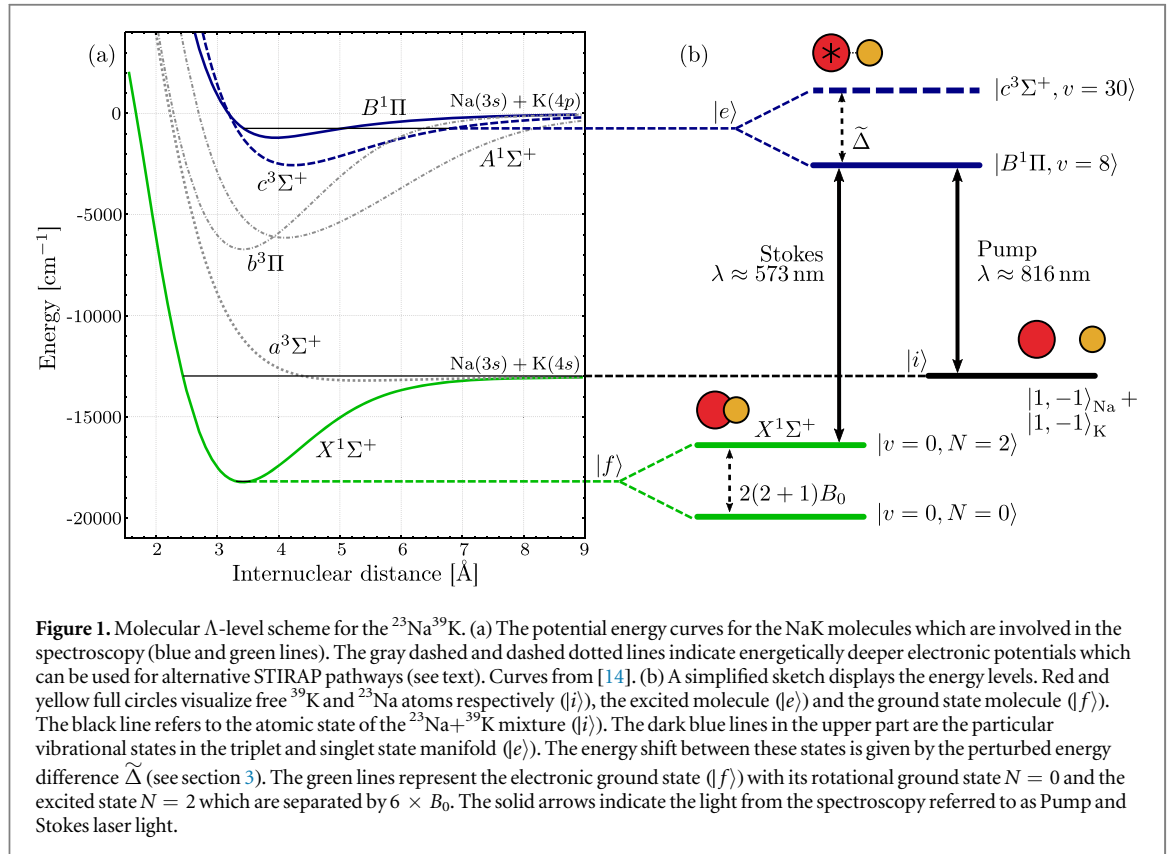 (a)
(b)
0
-5000
-10000
-15000
-20000
Energy [cm⁻¹]
2 3 4 5 6 7 8 9
Internuclear distance [Å]
B¹Π
Na(3s) + K(4p)
A¹Σ⁺
c³Σ⁺
b³Π
a³Σ⁺
Na(3s) + K(4s)
X¹Σ⁺
|e⟩
|c³Σ⁺, v = 30⟩
Δ̃
|B¹Π, v = 8⟩
Stokes
λ ≈ 573 nm
Pump
λ ≈ 816 nm
|i⟩
|1, −1⟩Na +
|1, −1⟩K
X¹Σ⁺
|v = 0, N = 2⟩
|f⟩
2(2 + 1)B₀
|v = 0, N = 0⟩
Figure 1. Molecular Λ-level scheme for the ²³Na³⁹K. (a) The potential energy curves for the NaK molecules which are involved in the
spectroscopy (blue and green lines). The gray dashed and dashed dotted lines indicate energetically deeper electronic potentials which
can be used for alternative STIRAP pathways (see text). Curves from [14]. (b) A simplified sketch displays the energy levels. Red and
yellow full circles visualize free ³⁹K and ²³Na atoms respectively (|i⟩), the excited molecule (|e⟩) and the ground state molecule (|f⟩).
The black line refers to the atomic state of the ²³Na+³⁹K mixture (|i⟩). The dark blue lines in the upper part are the particular
vibrational states in the triplet and singlet state manifold (|e⟩). The energy shift between these states is given by the perturbed energy
difference Δ̃ (see section 3). The green lines represent the electronic ground state (|f⟩) with its rotational ground state N = 0 and the
excited state N = 2 which are separated by 6 × B₀. The solid arrows indicate the light from the spectroscopy referred to as Pump and
Stokes laser light.